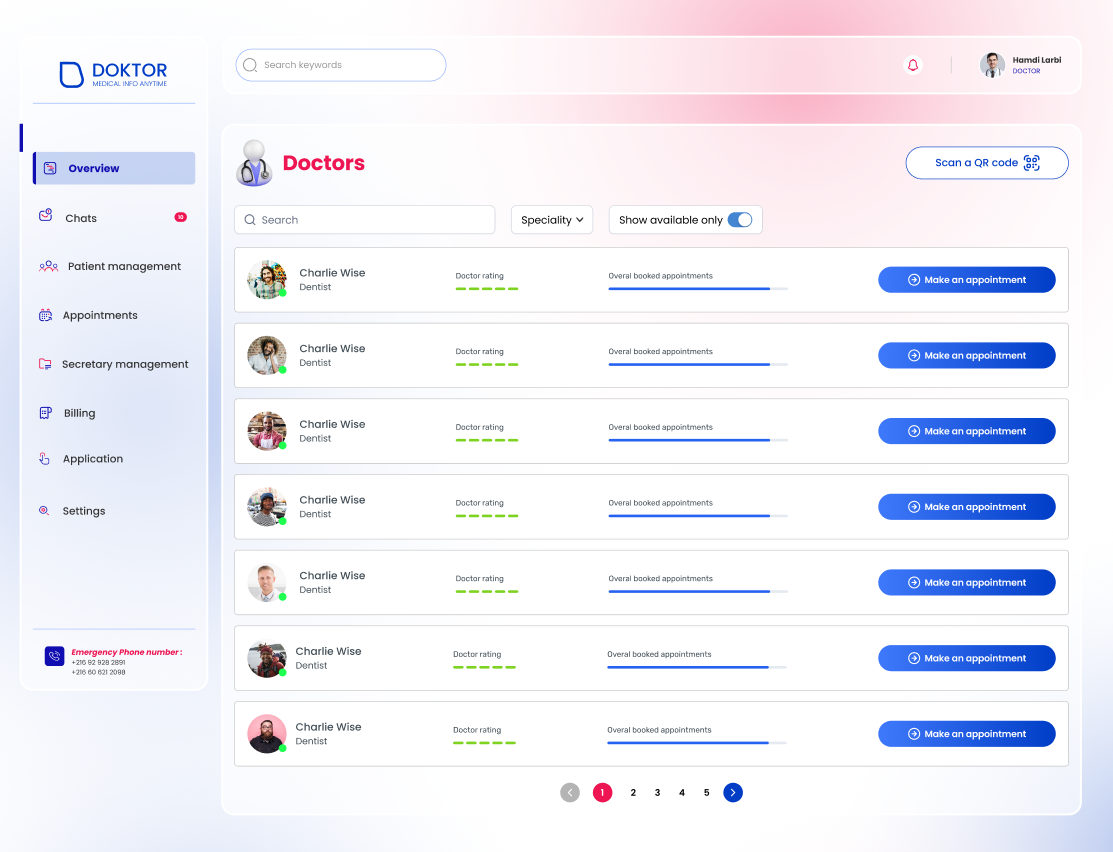 DOKTOR
MEDICAL INFO ANYTIME
Search keywords
Hamdi Larbi
DOCTOR
Overview
Chats
10
Patient management
Appointments
Secretary management
Billing
Application
Settings
Emergency Phone number :
+216 92 928 2891
+216 60 621 2098
Doctors
Scan a QR code
Search
Speciality
Show available only
Charlie Wise
Dentist
Doctor rating
Overal booked appointments
Make an appointment
Charlie Wise
Dentist
Doctor rating
Overal booked appointments
Make an appointment
Charlie Wise
Dentist
Doctor rating
Overal booked appointments
Make an appointment
Charlie Wise
Dentist
Doctor rating
Overal booked appointments
Make an appointment
Charlie Wise
Dentist
Doctor rating
Overal booked appointments
Make an appointment
Charlie Wise
Dentist
Doctor rating
Overal booked appointments
Make an appointment
Charlie Wise
Dentist
Doctor rating
Overal booked appointments
Make an appointment
1 2 3 4 5